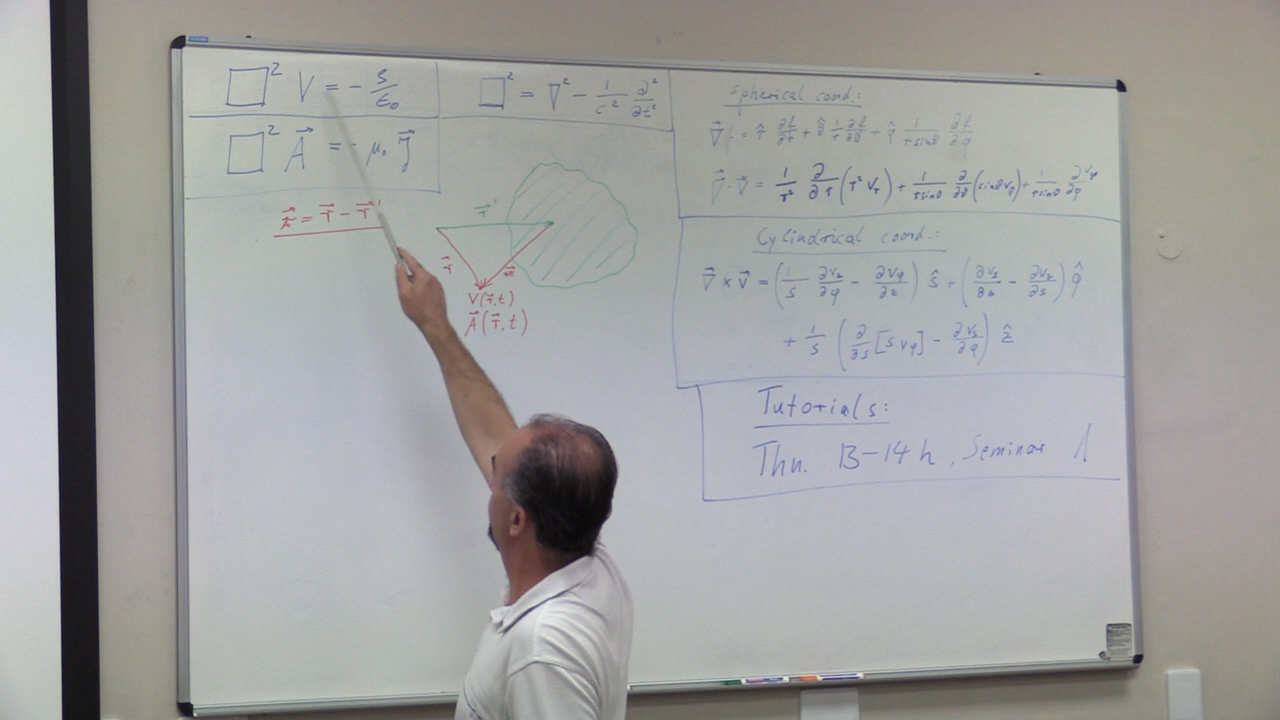 □² V = - ρ/ε₀
□² A⃗ = - μ₀ J⃗
□² = ∇⃗² - 1/c² ∂²/∂t²
𝓇⃗ = r⃗ - r⃗'
r⃗'
r⃗
𝓇⃗
V(r⃗,t)
A⃗(r⃗,t)
Spherical coord.:
∇⃗f = r̂ ∂f/∂r + θ̂ 1/r ∂f/∂θ + φ̂ 1/(r sinθ) ∂f/∂φ
∇⃗·v⃗ = 1/r² ∂/∂r (r² vᵣ) + 1/(r sinθ) ∂/∂θ (sinθ v_θ) + 1/(r sinθ) ∂v_φ/∂φ
Cylindrical coord.:
∇⃗ × v⃗ = (1/s ∂v_z/∂φ - ∂v_φ/∂z) ŝ + (∂v_s/∂z - ∂v_z/∂s) φ̂
+ 1/s (∂/∂s [s v_φ] - ∂v_s/∂φ) ẑ
Tutorials:
Thu. 13-14 h, Seminar 1